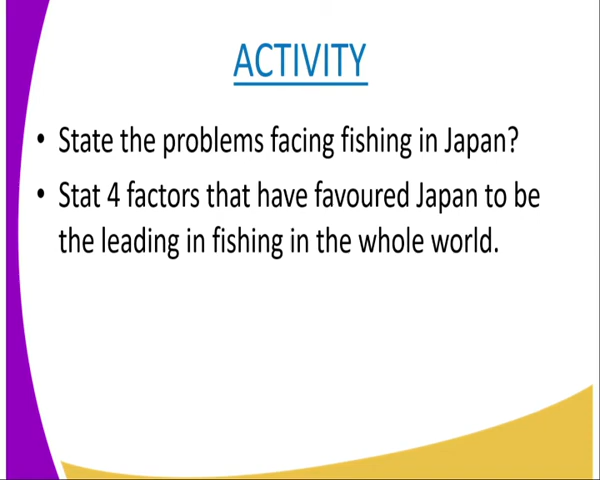 ACTIVITY
• State the problems facing fishing in Japan?
• Stat 4 factors that have favoured Japan to be
the leading in fishing in the whole world.